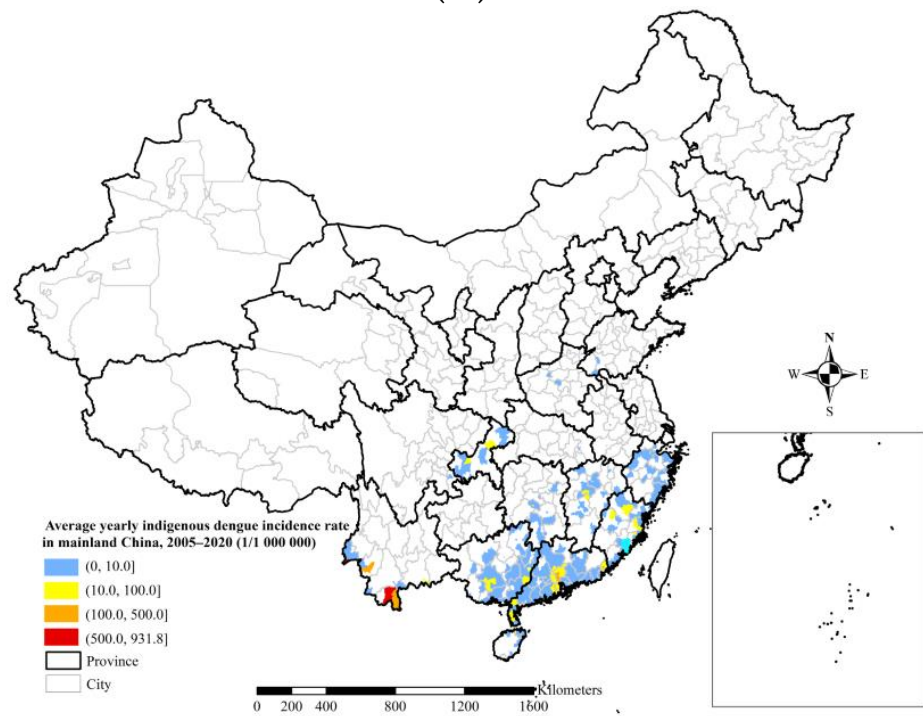 N
W E
S
Average yearly indigenous dengue incidence rate
in mainland China, 2005–2020 (1/1 000 000)
(0, 10.0]
(10.0, 100.0]
(100.0, 500.0]
(500.0, 931.8]
Province
City
Kilometers
0 200 400 800 1200 1600